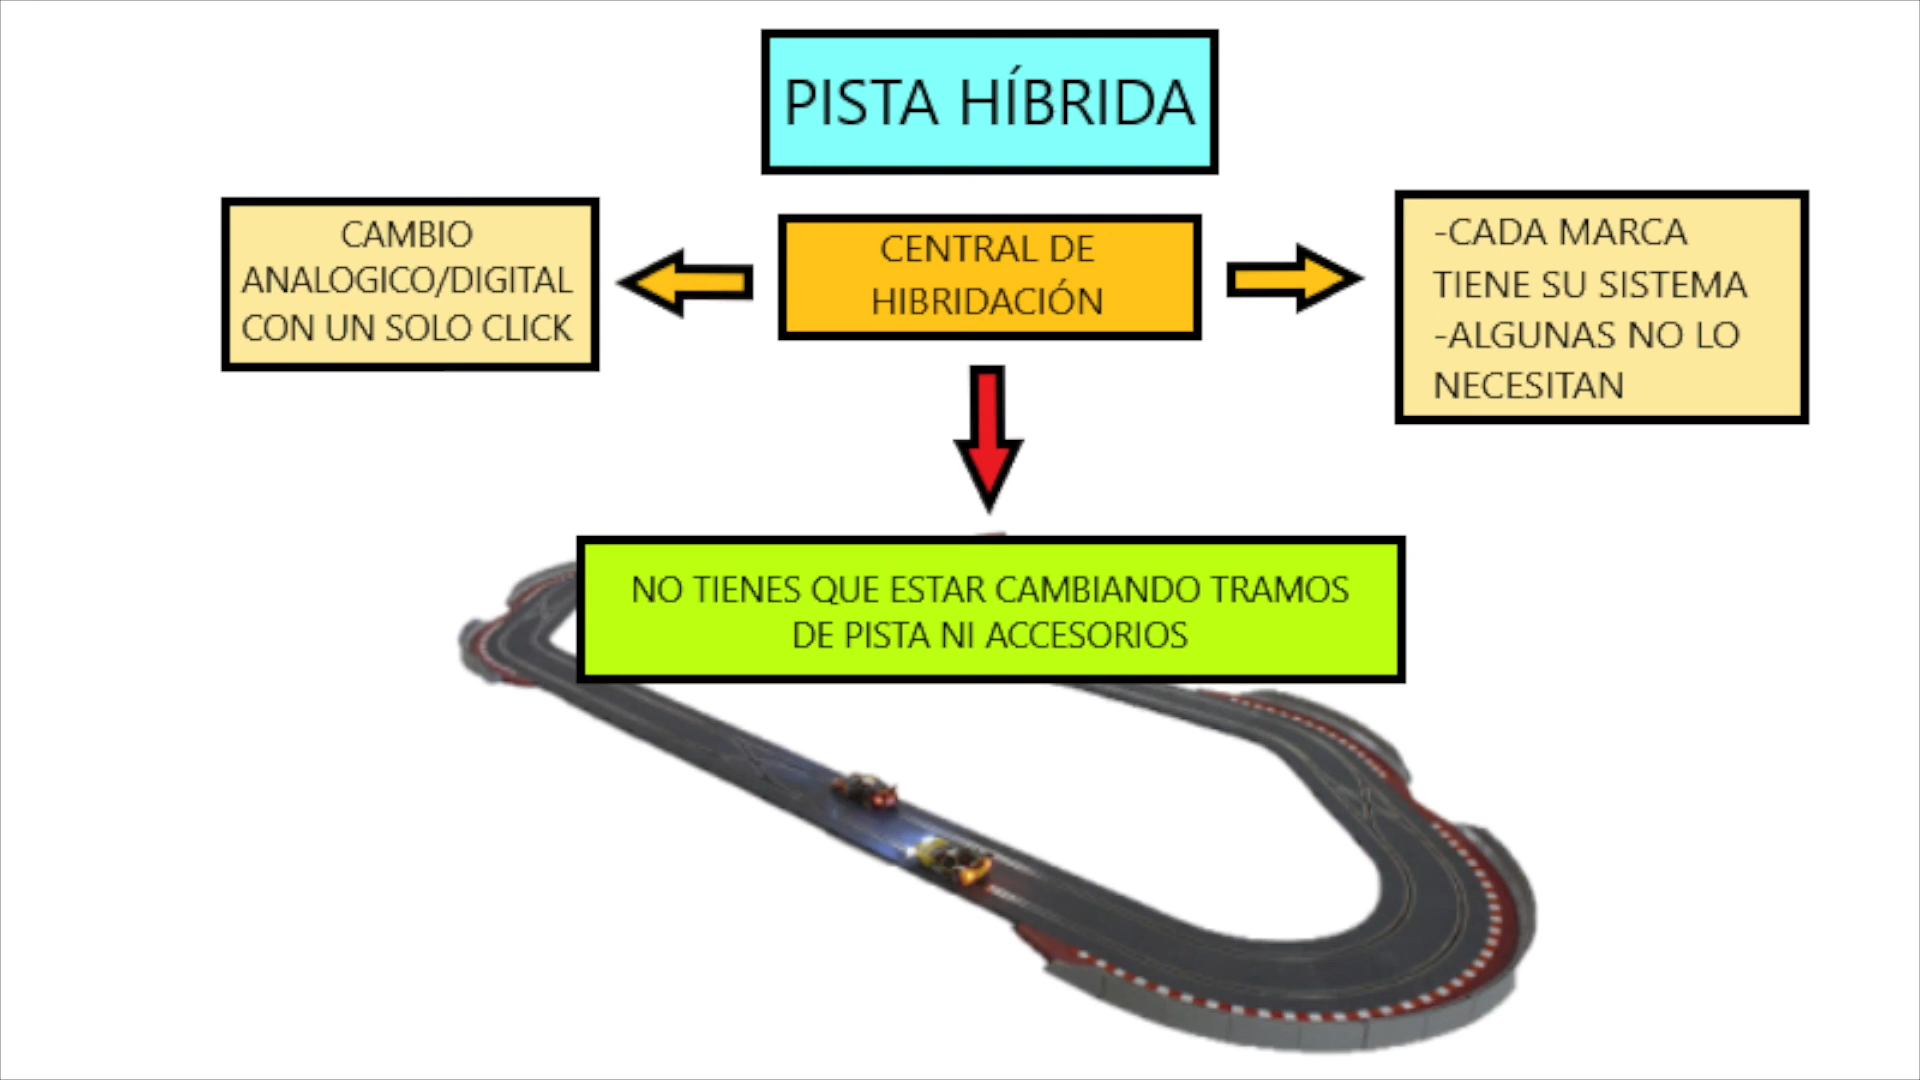 PISTA HÍBRIDA
CAMBIO
ANALOGICO/DIGITAL
CON UN SOLO CLICK
CENTRAL DE
HIBRIDACIÓN
-CADA MARCA
TIENE SU SISTEMA
-ALGUNAS NO LO
NECESITAN
NO TIENES QUE ESTAR CAMBIANDO TRAMOS
DE PISTA NI ACCESORIOS